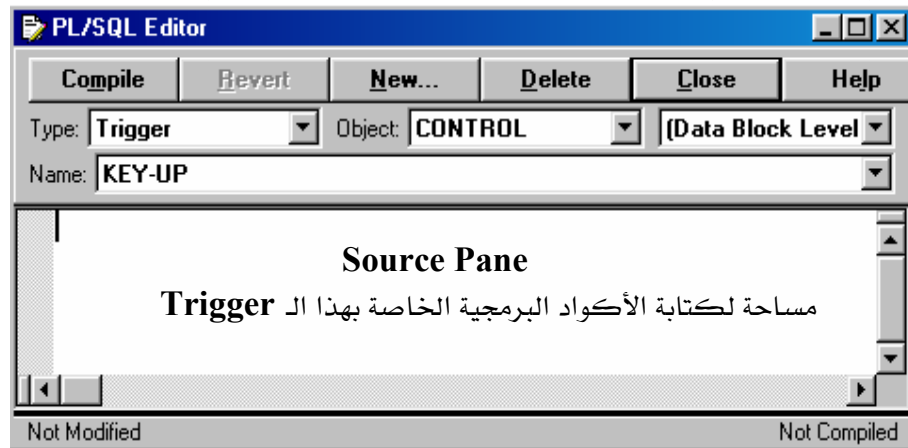 PL/SQL Editor
Compile Revert New... Delete Close Help
Type: Trigger Object: CONTROL (Data Block Level
Name: KEY-UP
Source Pane
مساحة لكتابة الأكواد البرمجية الخاصة بهذا الـ Trigger
Not Modified Not Compiled